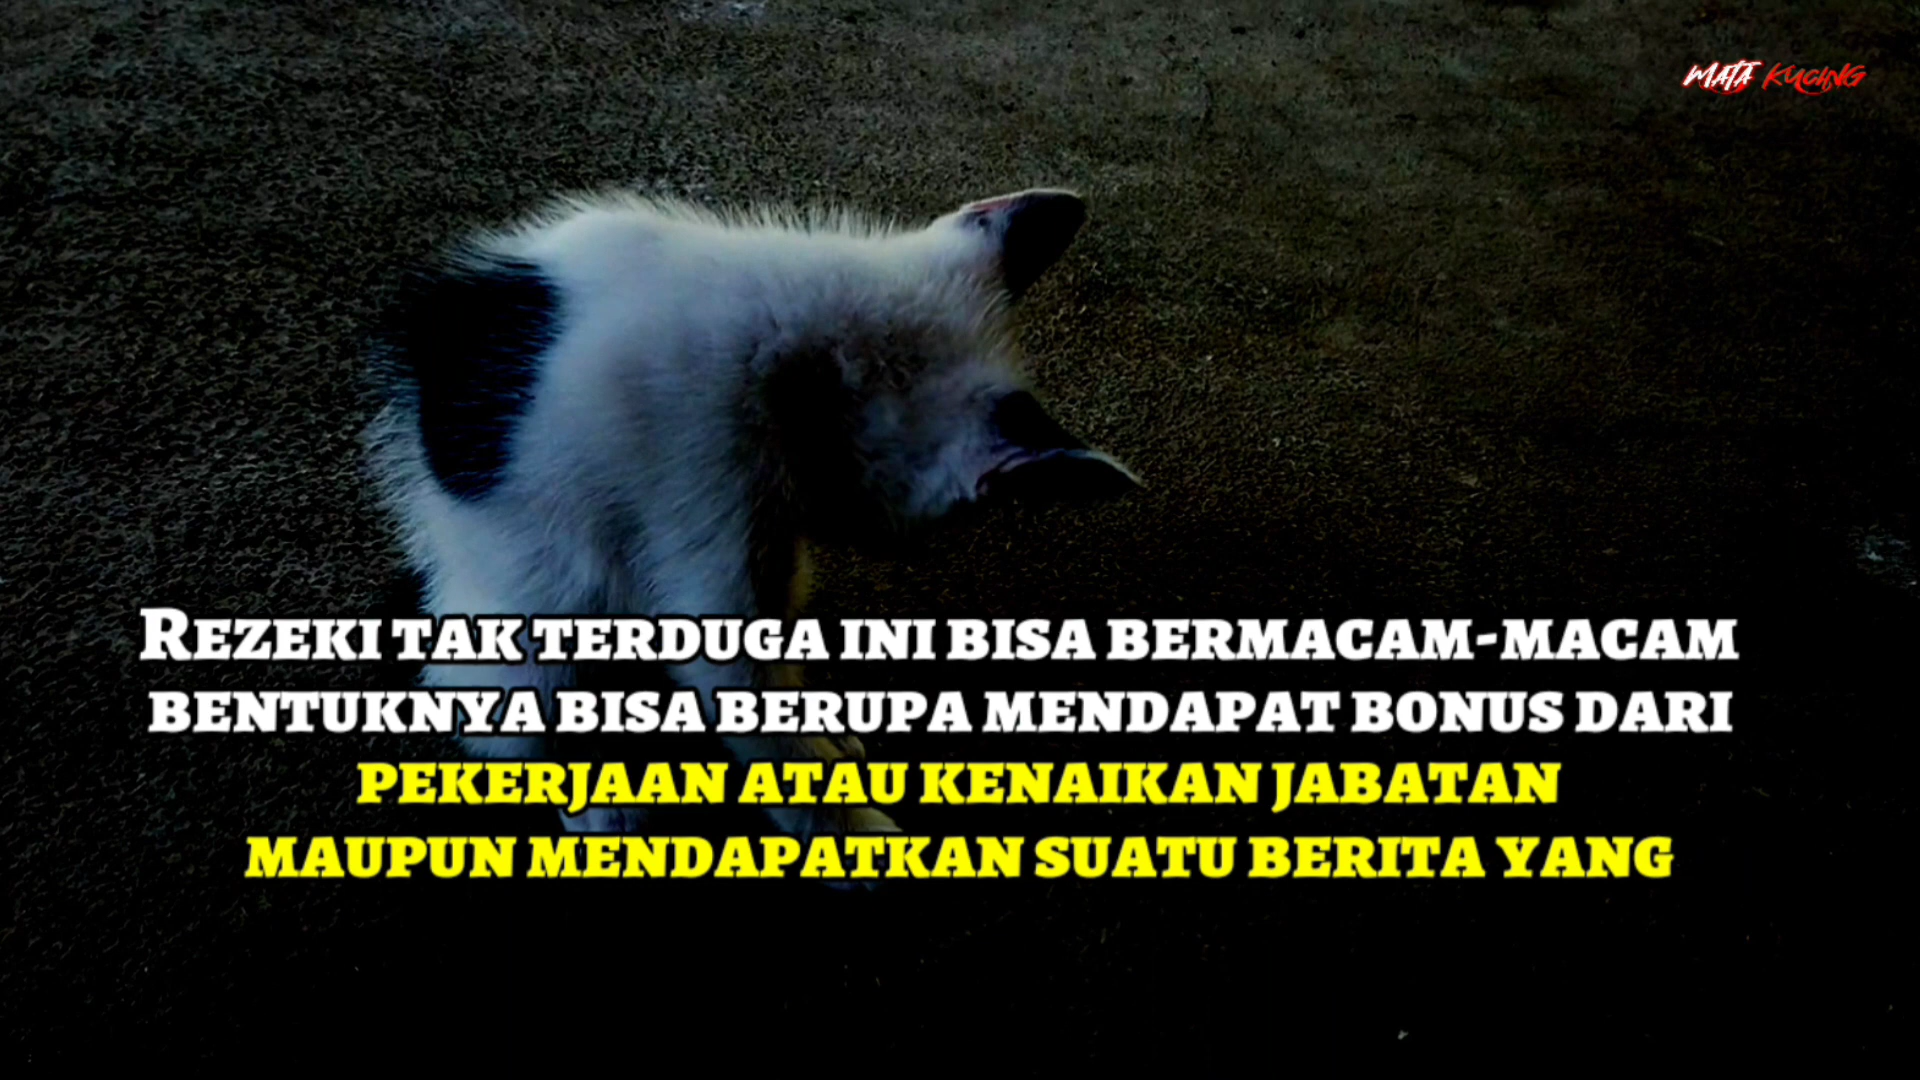 MATA KUCING
Rezeki tak terduga ini bisa bermacam-macam
bentuknya bisa berupa mendapat bonus dari
pekerjaan atau kenaikan jabatan
maupun mendapatkan suatu berita yang